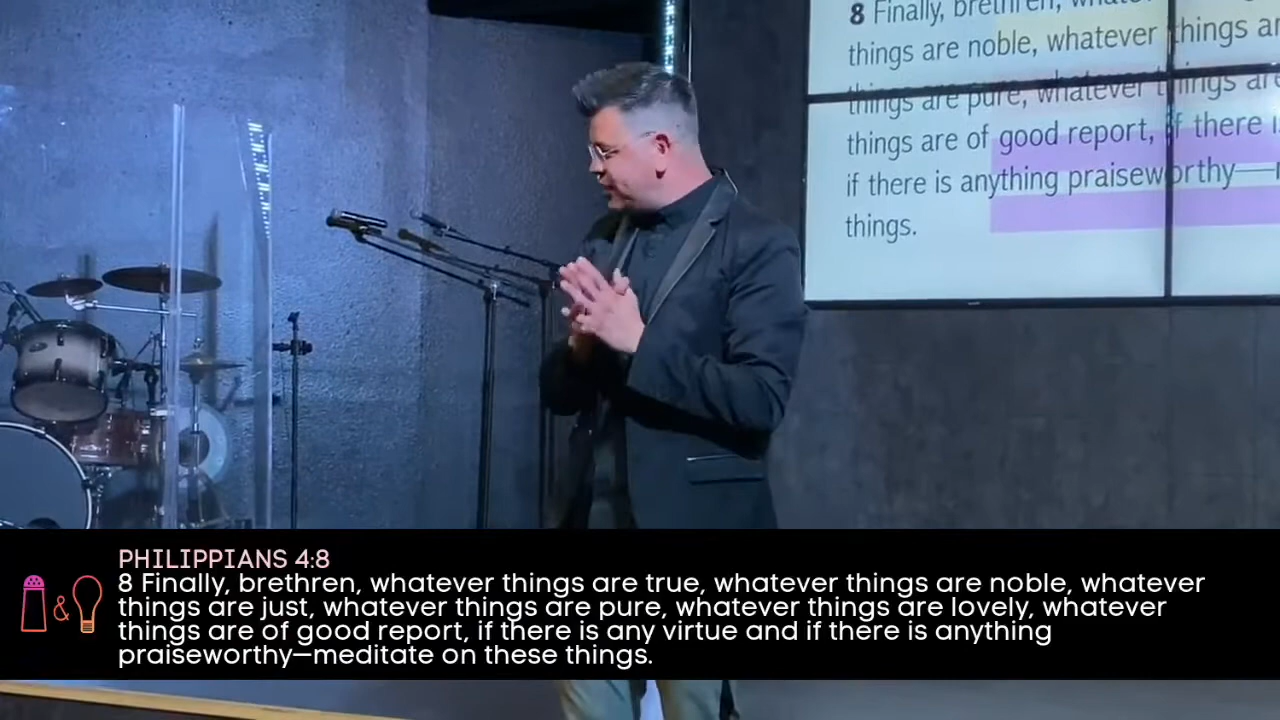 8 Finally, brethren,
things are noble, whatever things
things are pure, whatever things are
things are of good report, if there
if there is anything praiseworthy—
things.
PHILIPPIANS 4:8
8 Finally, brethren, whatever things are true, whatever things are noble, whatever
things are just, whatever things are pure, whatever things are lovely, whatever
things are of good report, if there is any virtue and if there is anything
praiseworthy—meditate on these things.
&